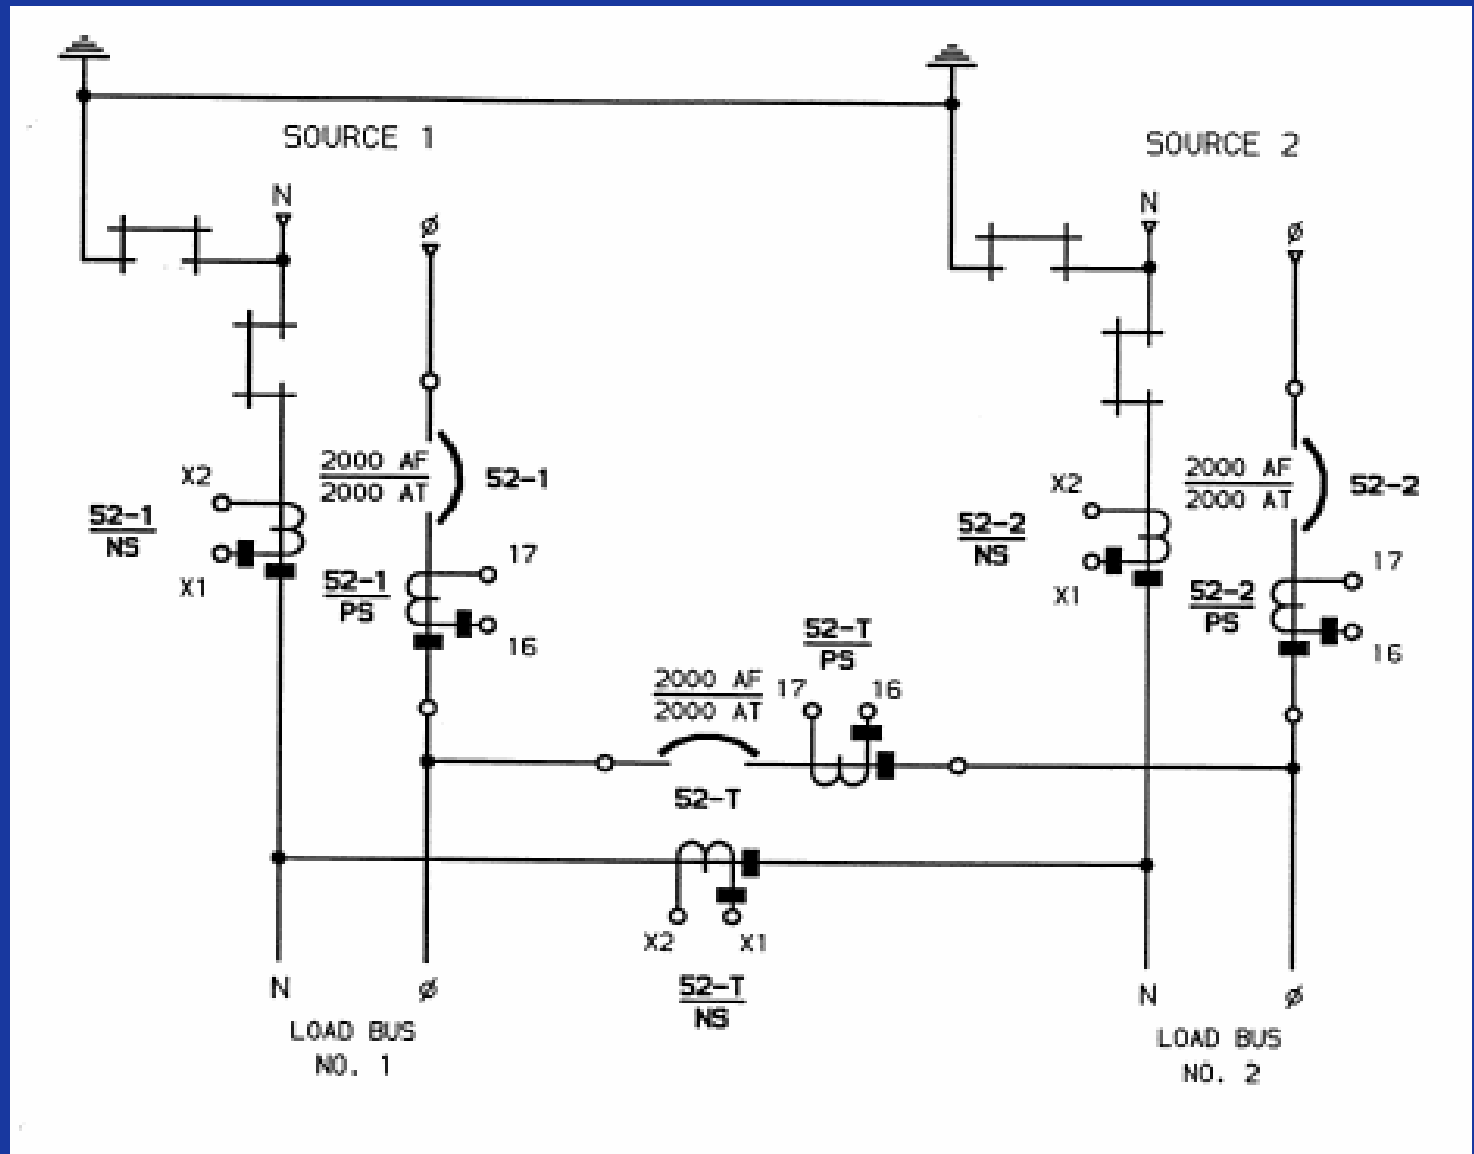 SOURCE 1
SOURCE 2
N
ø
N
ø
2000 AF
2000 AT
52-1
X2
52-1
NS
X1
17
52-1
PS
16
2000 AF
2000 AT
52-2
X2
52-2
NS
X1
17
52-2
PS
16
52-T
PS
2000 AF
2000 AT
17
16
52-T
X2
X1
52-T
NS
N
ø
LOAD BUS
NO. 1
N
ø
LOAD BUS
NO. 2